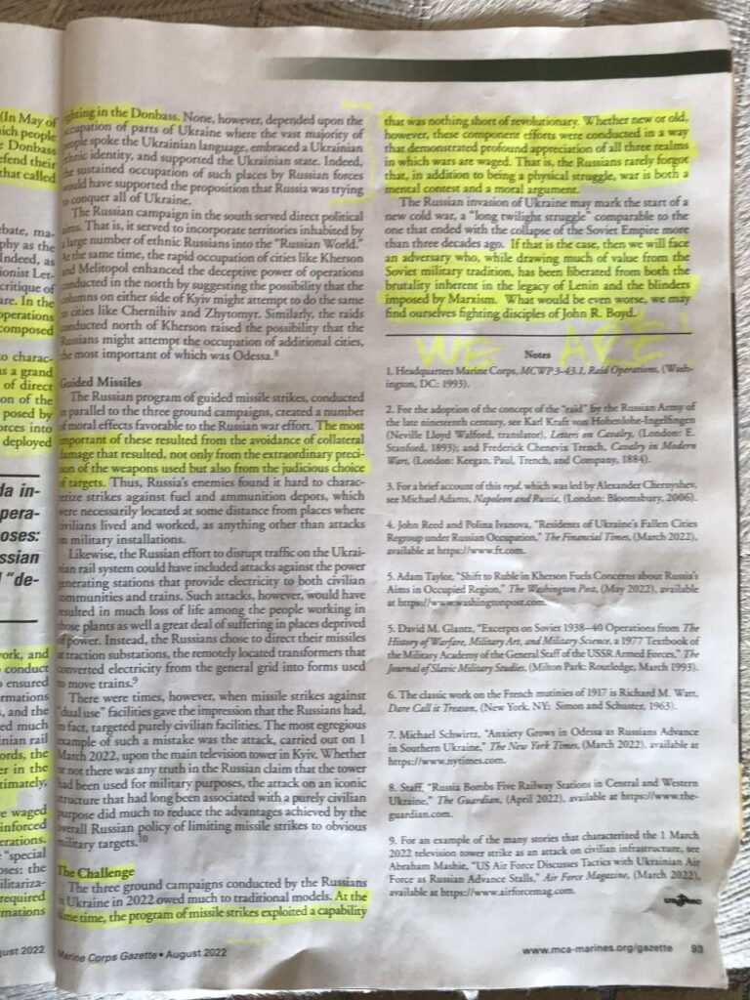 (In May of
ich people
e Donbass
efend their
that called
ebate, ma-
phy as the
Indeed, as
ionist Let-
critique of
are. In the
operations
composed
to charac-
as a grand
of direct
on of the
posed by
orces into
deployed
da in-
pera-
oses:
ssian
"de-
ork, and
conduct
ensured
rmations
, and the
ed much
inian rail
ords, the
er in the
timately,
re waged
inforced
erations.
"special
oses: the
ilitariza-
required
mations
gust 2022
fighting in the Donbass. None, however, depended upon the
occupation of parts of Ukraine where the vast majority of
people spoke the Ukrainian language, embraced a Ukrainian
ethnic identity, and supported the Ukrainian state. Indeed,
the sustained occupation of such places by Russian forces
would have supported the proposition that Russia was trying
to conquer all of Ukraine.
The Russian campaign in the south served direct political
aims. That is, it served to incorporate territories inhabited by
a large number of ethnic Russians into the "Russian World."
At the same time, the rapid occupation of cities like Kherson
and Melitopol enhanced the deceptive power of operations
conducted in the north by suggesting the possibility that the
columns on either side of Kyiv might attempt to do the same
to cities like Chernihiv and Zhytomyr. Similarly, the raids
conducted north of Kherson raised the possibility that the
Russians might attempt the occupation of additional cities,
the most important of which was Odessa.8
Guided Missiles
The Russian program of guided missile strikes, conducted
in parallel to the three ground campaigns, created a number
of moral effects favorable to the Russian war effort. The most
important of these resulted from the avoidance of collateral
damage that resulted, not only from the extraordinary preci-
sion of the weapons used but also from the judicious choice
of targets. Thus, Russia's enemies found it hard to charac-
terize strikes against fuel and ammunition depots, which
were necessarily located at some distance from places where
civilians lived and worked, as anything other than attacks
on military installations.
Likewise, the Russian effort to disrupt traffic on the Ukrai-
nian rail system could have included attacks against the power
generating stations that provide electricity to both civilian
communities and trains. Such attacks, however, would have
resulted in much loss of life among the people working in
those plants as well a great deal of suffering in places deprived
of power. Instead, the Russians chose to direct their missiles
at traction substations, the remotely located transformers that
converted electricity from the general grid into forms used
to move trains.9
There were times, however, when missile strikes against
"dual use" facilities gave the impression that the Russians had,
in fact, targeted purely civilian facilities. The most egregious
example of such a mistake was the attack, carried out on 1
March 2022, upon the main television tower in Kyiv. Whether
or not there was any truth in the Russian claim that the tower
had been used for military purposes, the attack on an iconic
structure that had long been associated with a purely civilian
purpose did much to reduce the advantages achieved by the
overall Russian policy of limiting missile strikes to obvious
military targets.10
The Challenge
The three ground campaigns conducted by the Russians
in Ukraine in 2022 owed much to traditional models. At the
same time, the program of missile strikes exploited a capability
Marine Corps Gazette • August 2022
that was nothing short of revolutionary. Whether new or old,
however, these component efforts were conducted in a way
that demonstrated profound appreciation of all three realms
in which wars are waged. That is, the Russians rarely forgot
that, in addition to being a physical struggle, war is both a
mental contest and a moral argument.
The Russian invasion of Ukraine may mark the start of a
new cold war, a "long twilight struggle" comparable to the
one that ended with the collapse of the Soviet Empire more
than three decades ago. If that is the case, then we will face
an adversary who, while drawing much of value from the
Soviet military tradition, has been liberated from both the
brutality inherent in the legacy of Lenin and the blinders
imposed by Marxism. What would be even worse, we may
find ourselves fighting disciples of John R. Boyd.
WE ARE!
Notes
1. Headquarters Marine Corps, MCWP 3-43.1, Raid Operations, (Wash-
ington, DC: 1993).
2. For the adoption of the concept of the "raid" by the Russian Army of
the late nineteenth century, see Karl Kraft von Hohenlohe-Ingelfingen
(Neville Lloyd Walford, translator), Letters on Cavalry, (London: E.
Stanford, 1893); and Frederick Chenevix Trench, Cavalry in Modern
Wars, (London: Keegan, Paul, Trench, and Company, 1884).
3. For a brief account of this reyd, which was led by Alexander Chernyshev,
see Michael Adams, Napoleon and Russia, (London: Bloomsbury, 2006).
4. John Reed and Polina Ivanova, "Residents of Ukraine's Fallen Cities
Regroup under Russian Occupation," The Financial Times, (March 2022),
available at https://www.ft.com.
5. Adam Taylor, "Shift to Ruble in Kherson Fuels Concerns about Russia's
Aims in Occupied Region," The Washington Post, (May 2022), available
at https://www.washingtonpost.com.
5. David M. Glantz, "Excerpts on Soviet 1938–40 Operations from The
History of Warfare, Military Art, and Military Science, a 1977 Textbook of
the Military Academy of the General Staff of the USSR Armed Forces," The
Journal of Slavic Military Studies, (Milton Park: Routledge, March 1993).
6. The classic work on the French mutinies of 1917 is Richard M. Watt,
Dare Call it Treason, (New York, NY: Simon and Schuster, 1963).
7. Michael Schwirtz, "Anxiety Grows in Odessa as Russians Advance
in Southern Ukraine," The New York Times, (March 2022), available at
https://www.nytimes.com.
8. Staff, "Russia Bombs Five Railway Stations in Central and Western
Ukraine," The Guardian, (April 2022), available at https://www.the-
guardian.com.
9. For an example of the many stories that characterized the 1 March
2022 television tower strike as an attack on civilian infrastructure, see
Abraham Mashie, "US Air Force Discusses Tactics with Ukrainian Air
Force as Russian Advance Stalls," Air Force Magazine, (March 2022),
available at https://www.airforcemag.com.
www.mca-marines.org/gazette 93